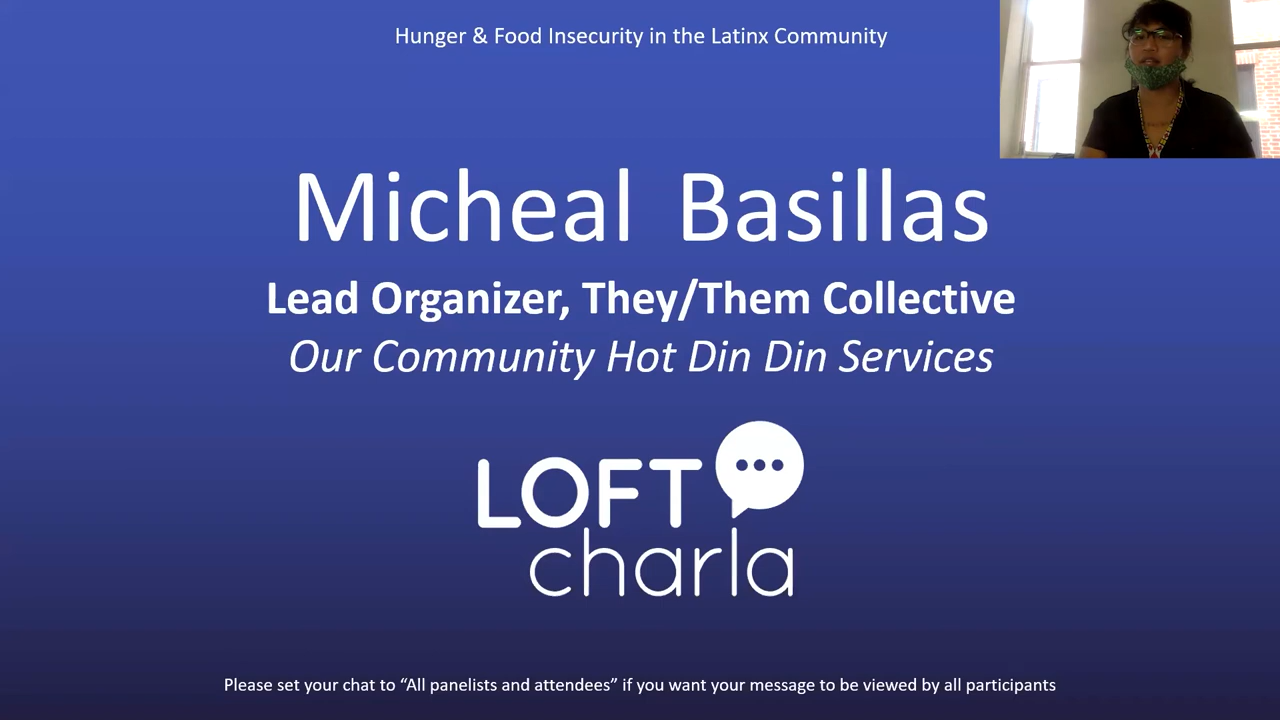 Hunger & Food Insecurity in the Latinx Community
Micheal Basillas
Lead Organizer, They/Them Collective
Our Community Hot Din Din Services
LOFT
charla
Please set your chat to “All panelists and attendees” if you want your message to be viewed by all participants